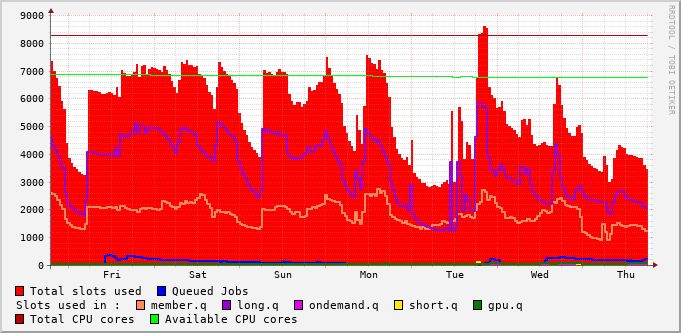 9000
8000
7000
6000
5000
4000
3000
2000
1000
0
Fri Sat Sun Mon Tue Wed Thu
RRDTOOL / TOBI OETIKER
Total slots used Queued Jobs
Slots used in : member.q long.q ondemand.q short.q gpu.q
Total CPU cores Available CPU cores